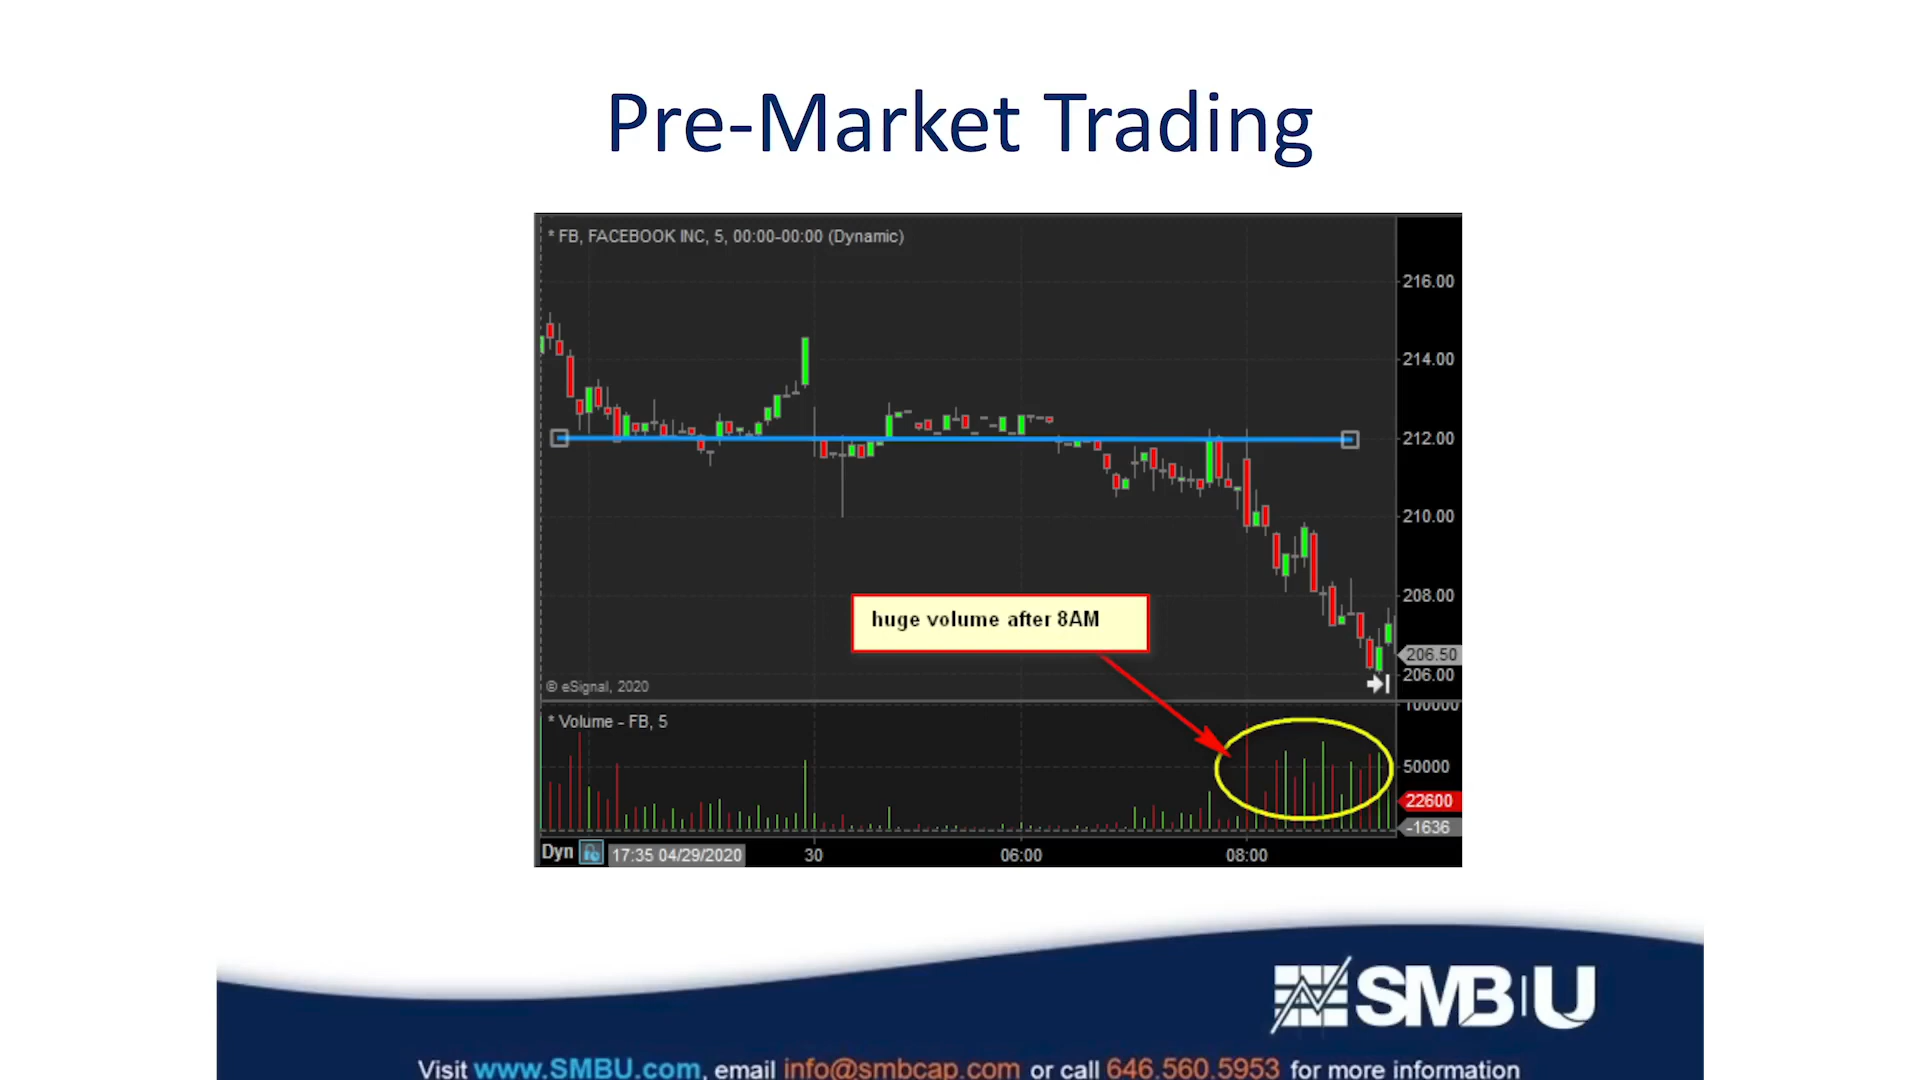 Pre-Market Trading
* FB, FACEBOOK INC, 5, 00:00-00:00 (Dynamic)
216.00
214.00
212.00
210.00
208.00
huge volume after 8AM
206.50
206.00
© eSignal, 2020
100000
* Volume - FB, 5
50000
22600
-1636
Dyn 17:35 04/29/2020 30 06:00 08:00
SMB U
Visit www.SMBU.com, email info@smbcap.com or call 646.560.5953 for more information